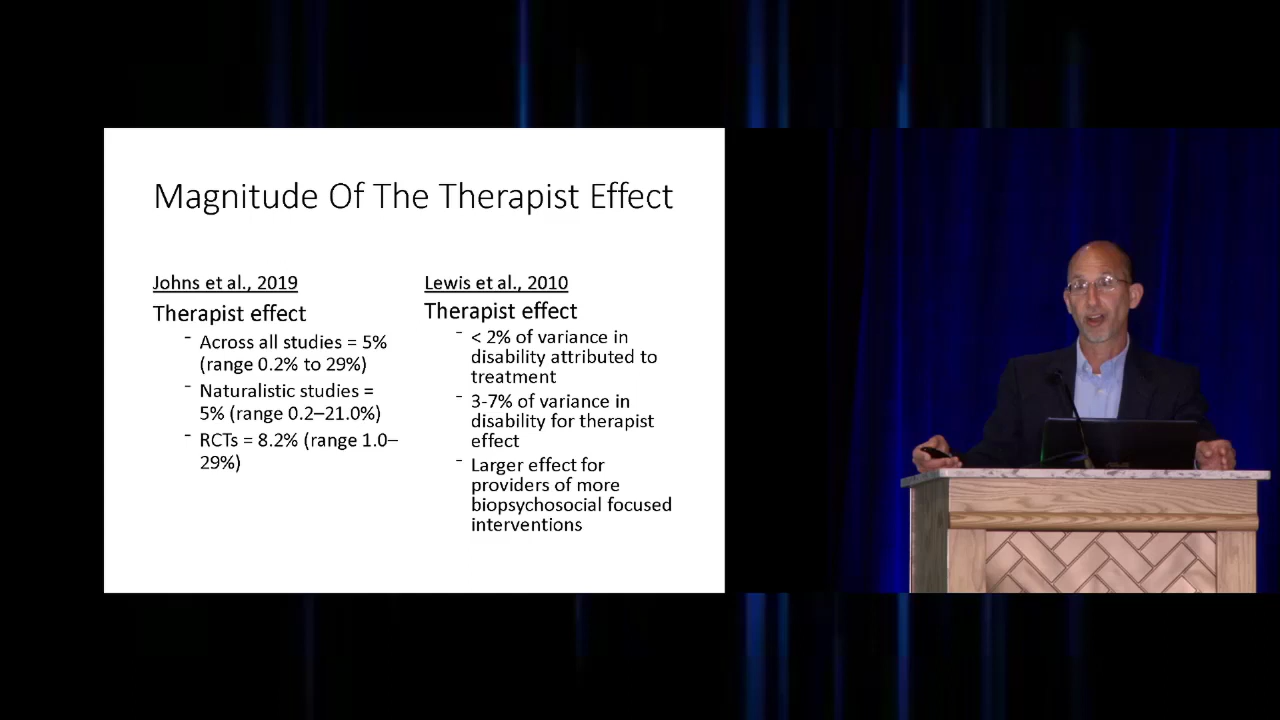 Magnitude Of The Therapist Effect
Johns et al., 2019
Therapist effect
- Across all studies = 5%
(range 0.2% to 29%)
- Naturalistic studies =
5% (range 0.2–21.0%)
- RCTs = 8.2% (range 1.0–
29%)
Lewis et al., 2010
Therapist effect
- < 2% of variance in
disability attributed to
treatment
- 3-7% of variance in
disability for therapist
effect
- Larger effect for
providers of more
biopsychosocial focused
interventions